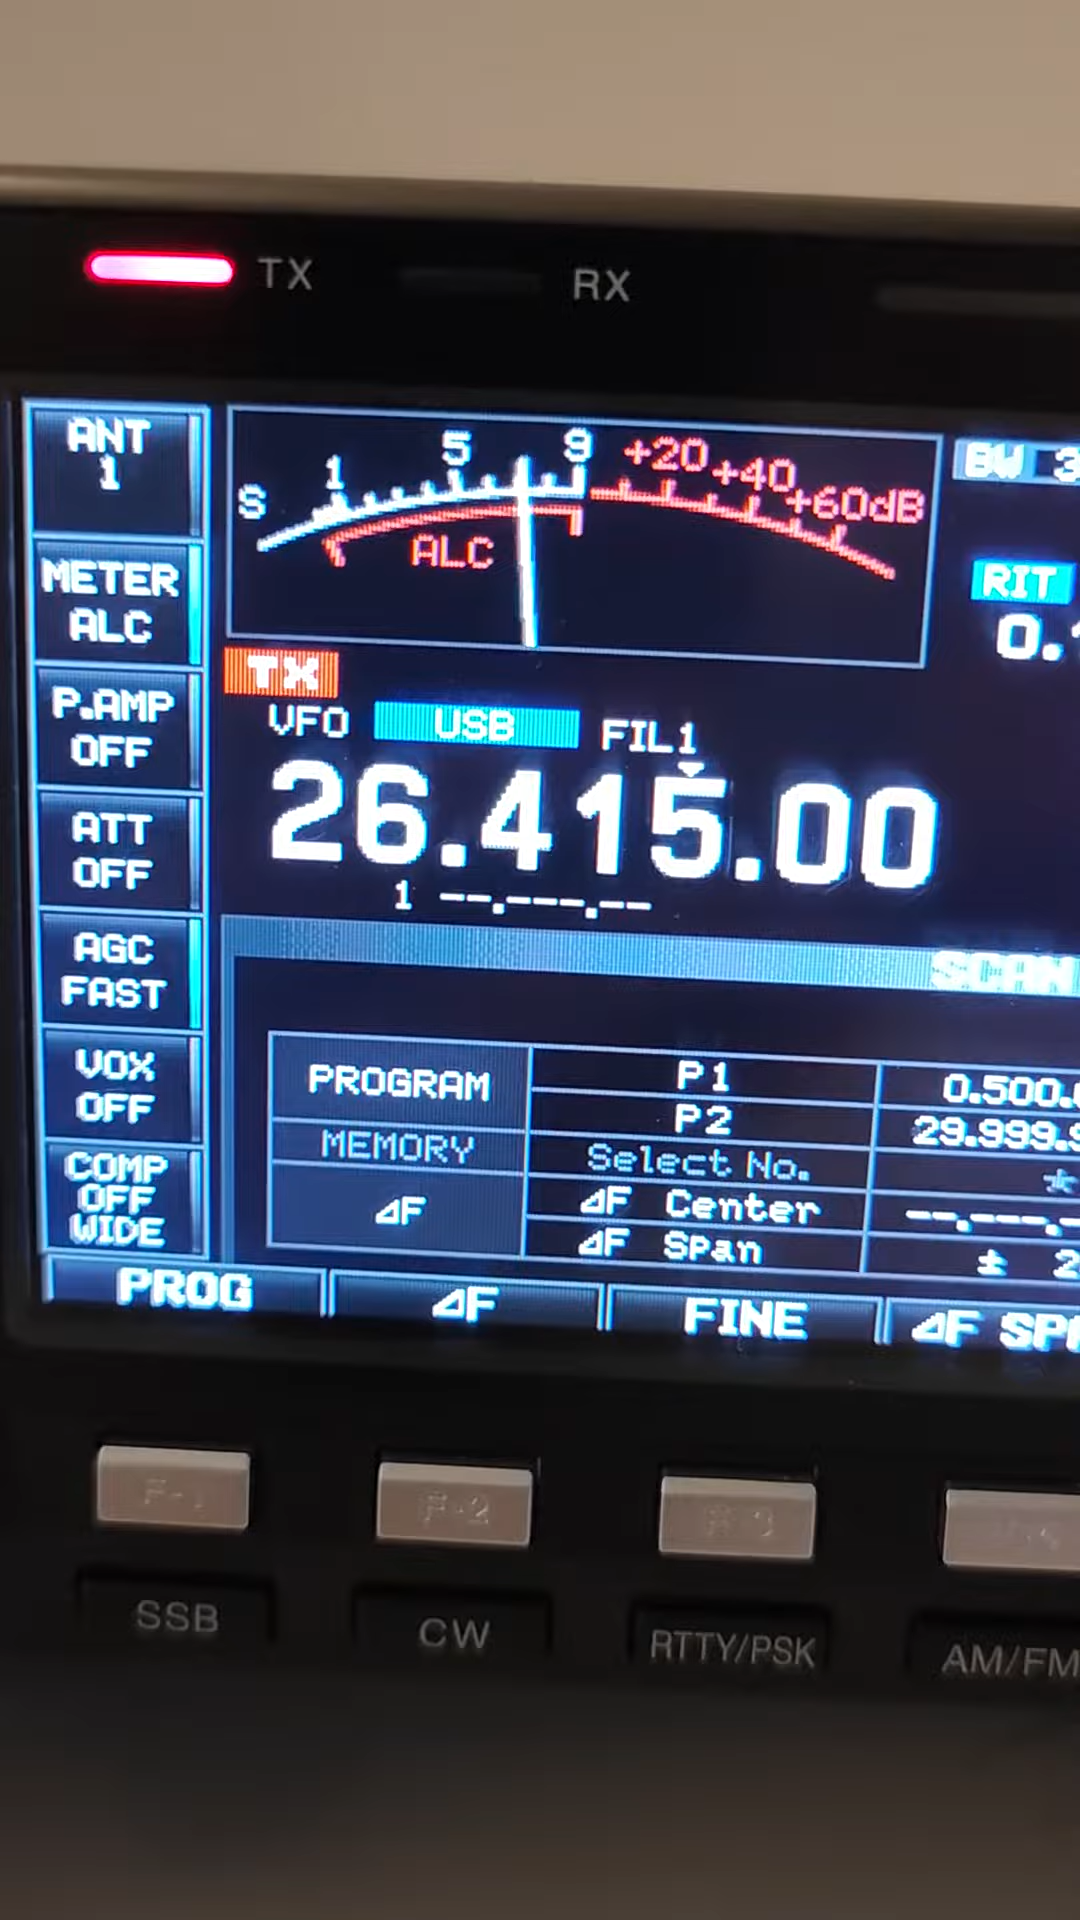 TX
RX
ANT
1
METER
ALC
P.AMP
OFF
ATT
OFF
AGC
FAST
VOX
OFF
COMP
OFF
WIDE
S 1 5 9 +20 +40 +60dB
ALC
BW 3
RIT
0.
TX
VFO USB FIL1
26.415.00
1 --.---.--
SCAN
PROGRAM
MEMORY
⊿F
P1 0.500.
P2 29.999.
Select No.
⊿F Center --.---.-
⊿F Span ± 2
PROG ⊿F FINE ⊿F SP
F-1 F-2 F-3
SSB CW RTTY/PSK AM/FM